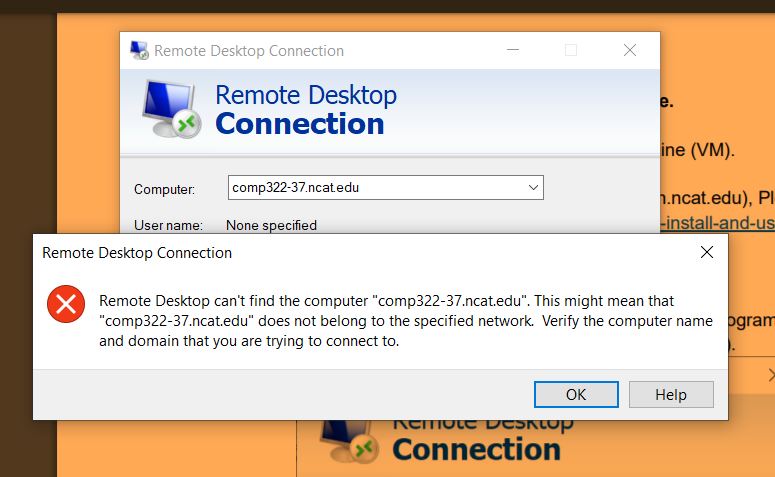 Remote Desktop Connection
Remote Desktop
Connection
e.
ine (VM).
Computer: comp322-37.ncat.edu
n.ncat.edu), Pl
User name: None specified
-install-and-us
Remote Desktop Connection
Remote Desktop can't find the computer "comp322-37.ncat.edu". This might mean that
"comp322-37.ncat.edu" does not belong to the specified network. Verify the computer name
and domain that you are trying to connect to.
ogram
).
OK Help
Remote Desktop
Connection